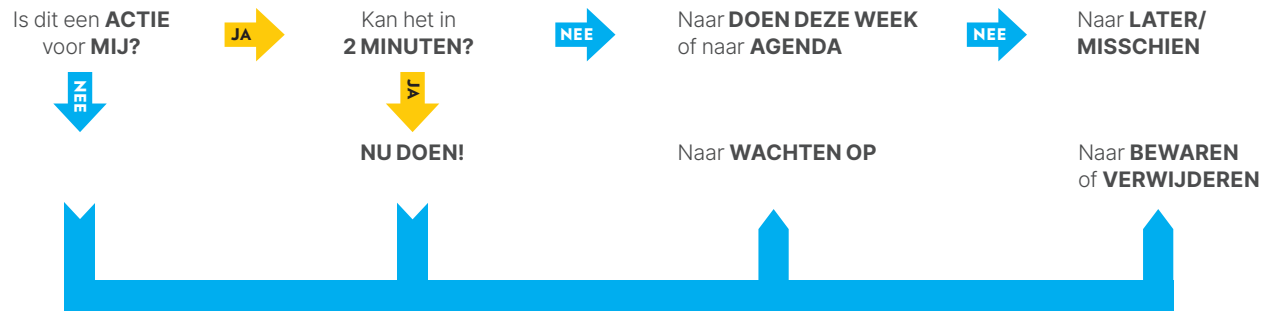 Is dit een ACTIE
voor MIJ?
JA
Kan het in
2 MINUTEN?
NEE
Naar DOEN DEZE WEEK
of naar AGENDA
NEE
Naar LATER/
MISSCHIEN
NEE
JA
NU DOEN!
Naar WACHTEN OP
Naar BEWAREN
of VERWIJDEREN